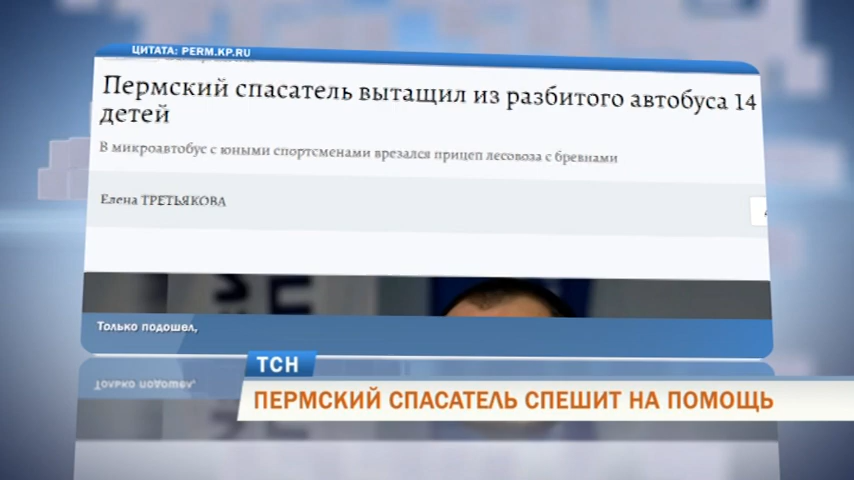 ЦИТАТА: PERM.KP.RU
Пермский спасатель вытащил из разбитого автобуса 14
детей
В микроавтобус с юными спортсменами врезался прицеп лесовоза с бревнами
Елена ТРЕТЬЯКОВА
Только подошел,
ТСН
ПЕРМСКИЙ СПАСАТЕЛЬ СПЕШИТ НА ПОМОЩЬ